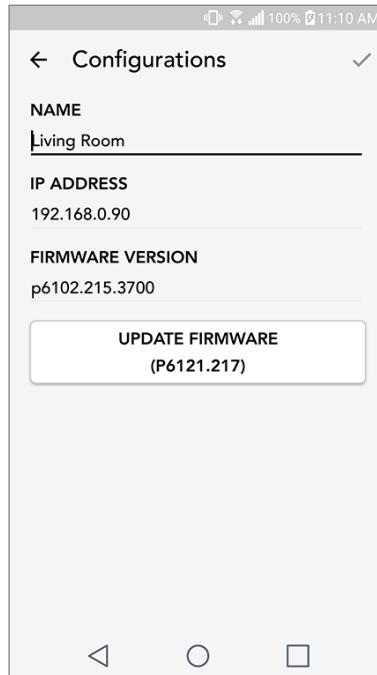 100% 11:10 AM
Configurations
NAME
Living Room
IP ADDRESS
192.168.0.90
FIRMWARE VERSION
p6102.215.3700
UPDATE FIRMWARE
(P6121.217)